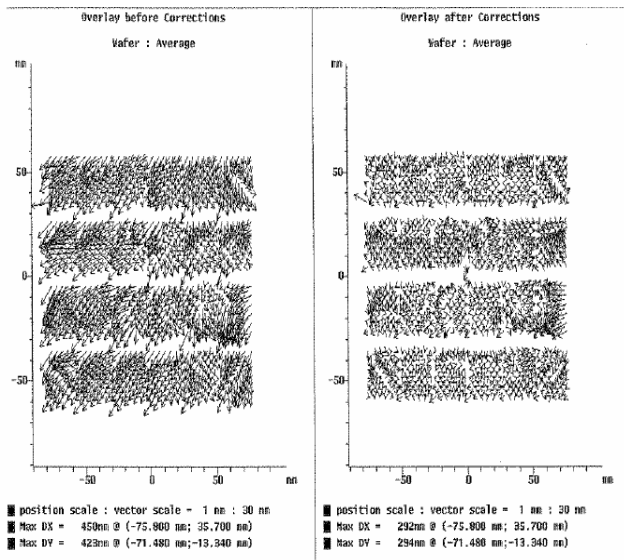 Overlay before Corrections
Wafer : Average
mm
50
0
-50
-50
0
50
mm
position scale : vector scale = 1 mm : 30 nm
Max DX = 450nm @ (-75.800 mm; 35.700 mm)
Max DY = 423nm @ (-71.480 mm;-13.340 mm)
Overlay after Corrections
Wafer : Average
mm
50
0
-50
-50
0
50
mm
position scale : vector scale = 1 mm : 30 nm
Max DX = 292nm @ (-75.800 mm; 35.700 mm)
Max DY = 294nm @ (-71.480 mm;-13.340 mm)